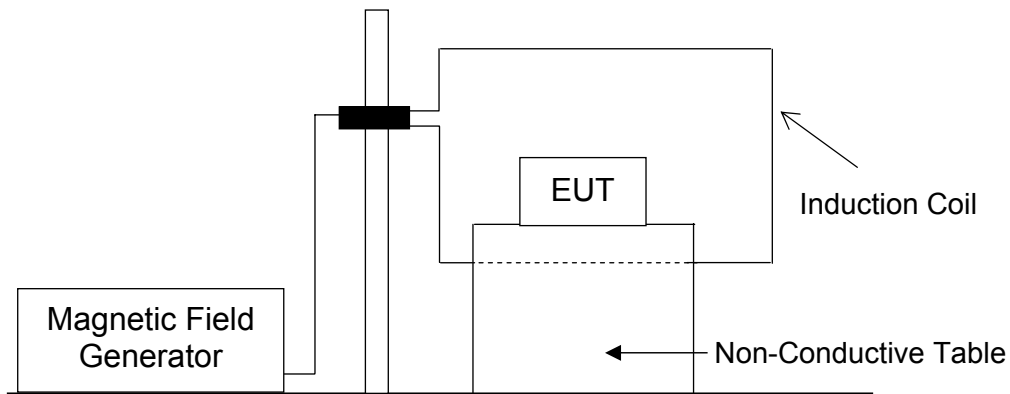 EUT
Induction Coil
Magnetic Field
Generator
Non-Conductive Table